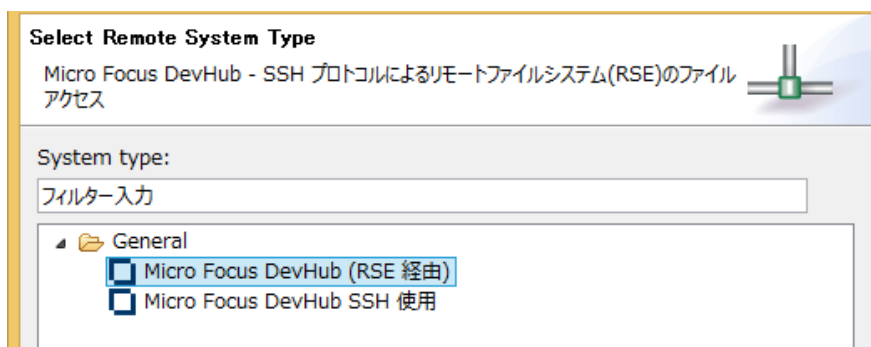 Select Remote System Type
Micro Focus DevHub - SSH プロトコルによるリモートファイルシステム(RSE)のファイル
アクセス
System type:
フィルター入力
General
Micro Focus DevHub (RSE 経由)
Micro Focus DevHub SSH 使用